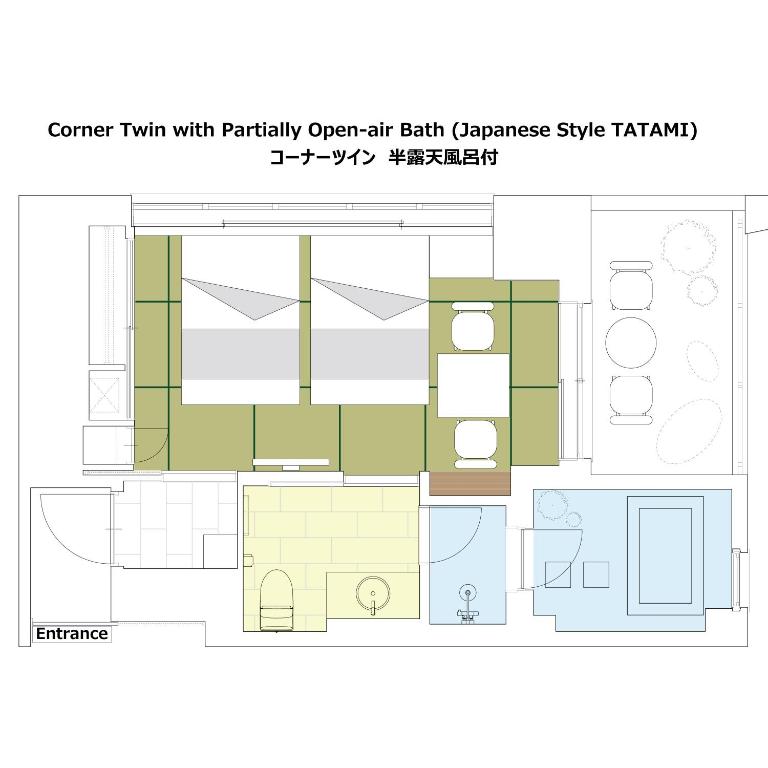 Corner Twin with Partially Open-air Bath (Japanese Style TATAMI)
コーナーツイン 半露天風呂付
Entrance